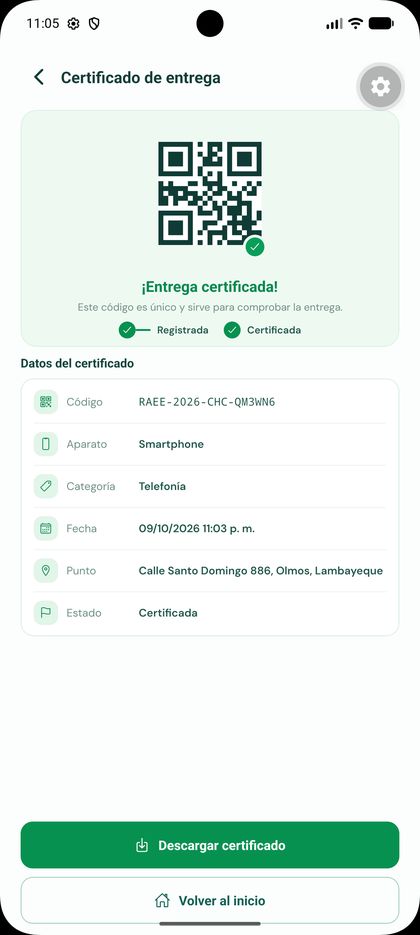 11:05
Certificado de entrega
¡Entrega certificada!
Este código es único y sirve para comprobar la entrega.
Registrada
Certificada
Datos del certificado
Código RAEE-2026-CHC-QM3WN6
Aparato Smartphone
Categoría Telefonía
Fecha 09/10/2026 11:03 p. m.
Punto Calle Santo Domingo 886, Olmos, Lambayeque
Estado Certificada
Descargar certificado
Volver al inicio